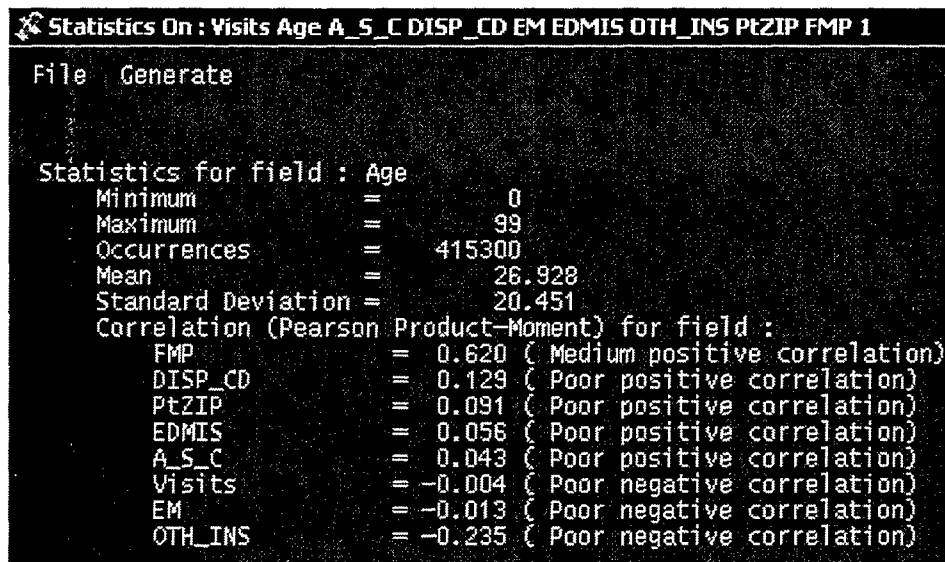 Statistics On : Visits Age A_S_C DISP_CD EM EDMIS OTH_INS PtZIP FMP 1
File Generate
Statistics for field : Age
Minimum = 0
Maximum = 99
Occurrences = 415300
Mean = 26.928
Standard Deviation = 20.451
Correlation (Pearson Product-Moment) for field :
FMP = 0.620 ( Medium positive correlation)
DISP_CD = 0.129 ( Poor positive correlation)
PtZIP = 0.091 ( Poor positive correlation)
EDMIS = 0.056 ( Poor positive correlation)
A_S_C = 0.043 ( Poor positive correlation)
Visits = -0.004 ( Poor negative correlation)
EM = -0.013 ( Poor negative correlation)
OTH_INS = -0.235 ( Poor negative correlation)